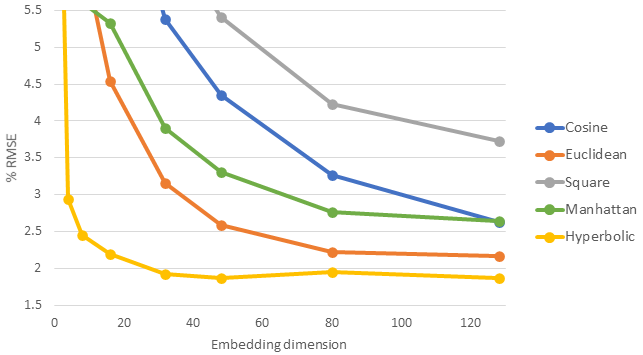 5.5
5
4.5
4
3.5
3
2.5
2
1.5
% RMSE
0
20
40
60
80
100
120
Embedding dimension
Cosine
Euclidean
Square
Manhattan
Hyperbolic